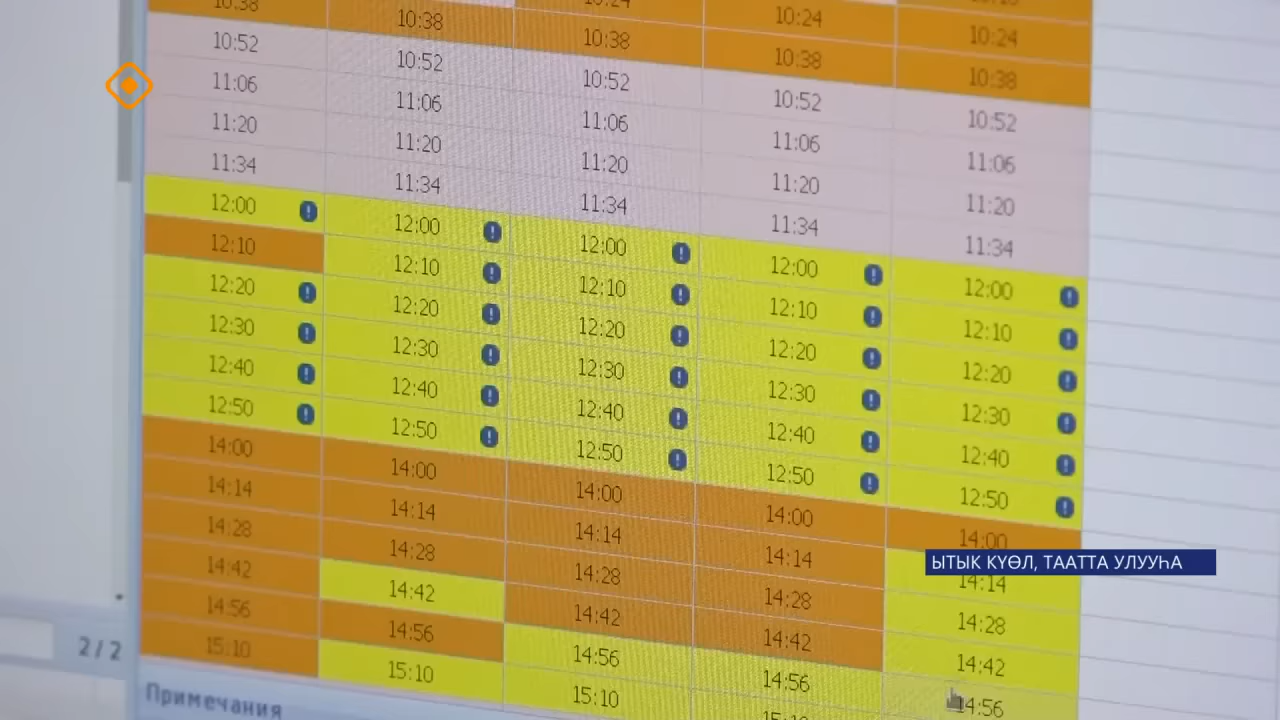 10:38 10:38 10:24 10:24
10:52 10:52 10:38 10:38 10:24
11:06 11:06 10:52 10:52 10:38
11:20 11:20 11:06 11:06 10:52
11:34 11:34 11:20 11:20 11:06
12:00 12:00 11:34 11:34 11:20
12:10 12:10 12:00 12:00 11:34
12:20 12:20 12:10 12:10 12:00
12:30 12:30 12:20 12:20 12:10
12:40 12:40 12:30 12:30 12:20
12:50 12:50 12:40 12:40 12:30
14:00 14:00 12:50 12:50 12:40
14:14 14:14 14:00 14:00 12:50
14:28 14:28 14:14 14:14 14:00
14:42 14:42 14:28 14:28 14:14
14:56 14:56 14:42 14:42 14:28
15:10 15:10 14:56 14:56 14:42
15:10 15:10 14:56
2 / 2
Примечания
ЫТЫК КҮӨЛ, ТААТТА УЛУУҺА